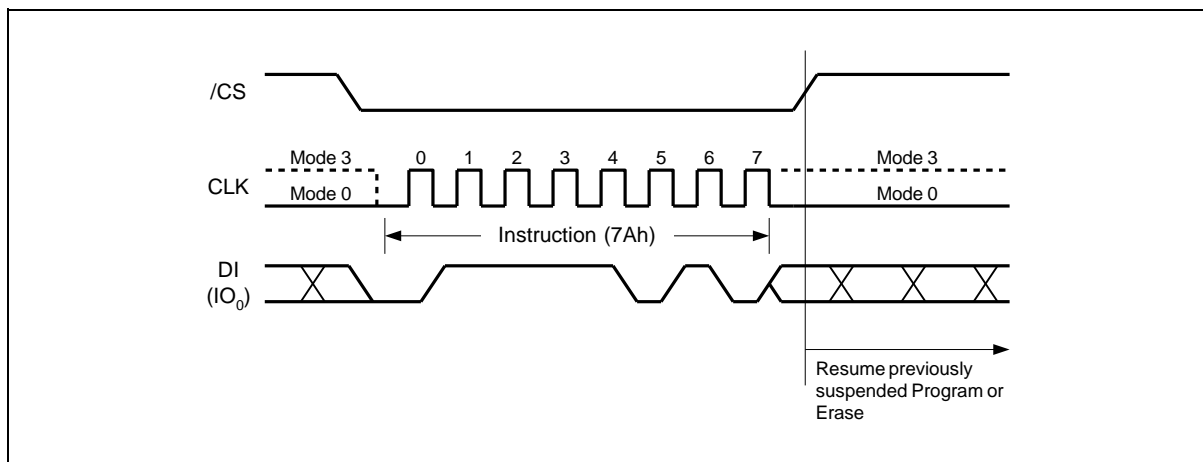 /CS
Mode 3 0 1 2 3 4 5 6 7 Mode 3
CLK
Mode 0 Mode 0
Instruction (7Ah)
DI
(IO0)
Resume previously
suspended Program or
Erase